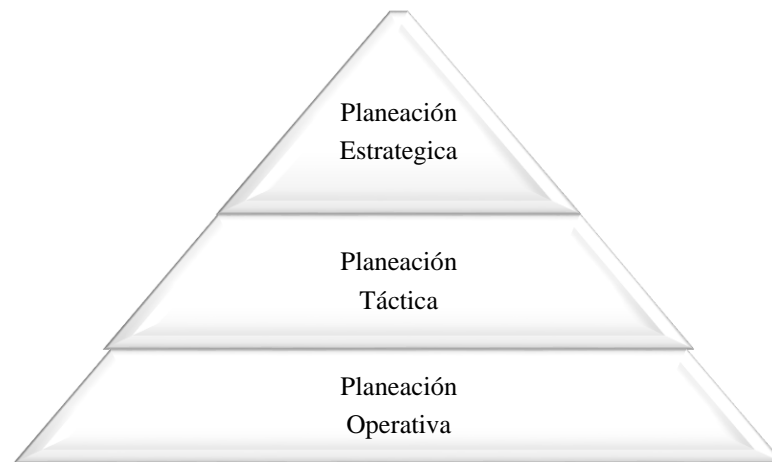 Planeación
Estrategica
Planeación
Táctica
Planeación
Operativa